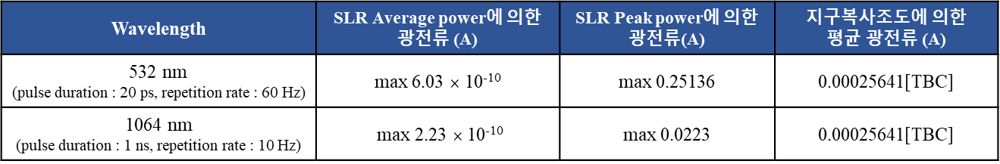 Wavelength
SLR Average power에 의한
광전류 (A)
SLR Peak power에 의한
광전류(A)
지구복사조도에 의한
평균 광전류 (A)
532 nm
(pulse duration : 20 ps, repetition rate : 60 Hz)
max 6.03 × 10⁻¹⁰
max 0.25136
0.00025641[TBC]
1064 nm
(pulse duration : 1 ns, repetition rate : 10 Hz)
max 2.23 × 10⁻¹⁰
max 0.0223
0.00025641[TBC]